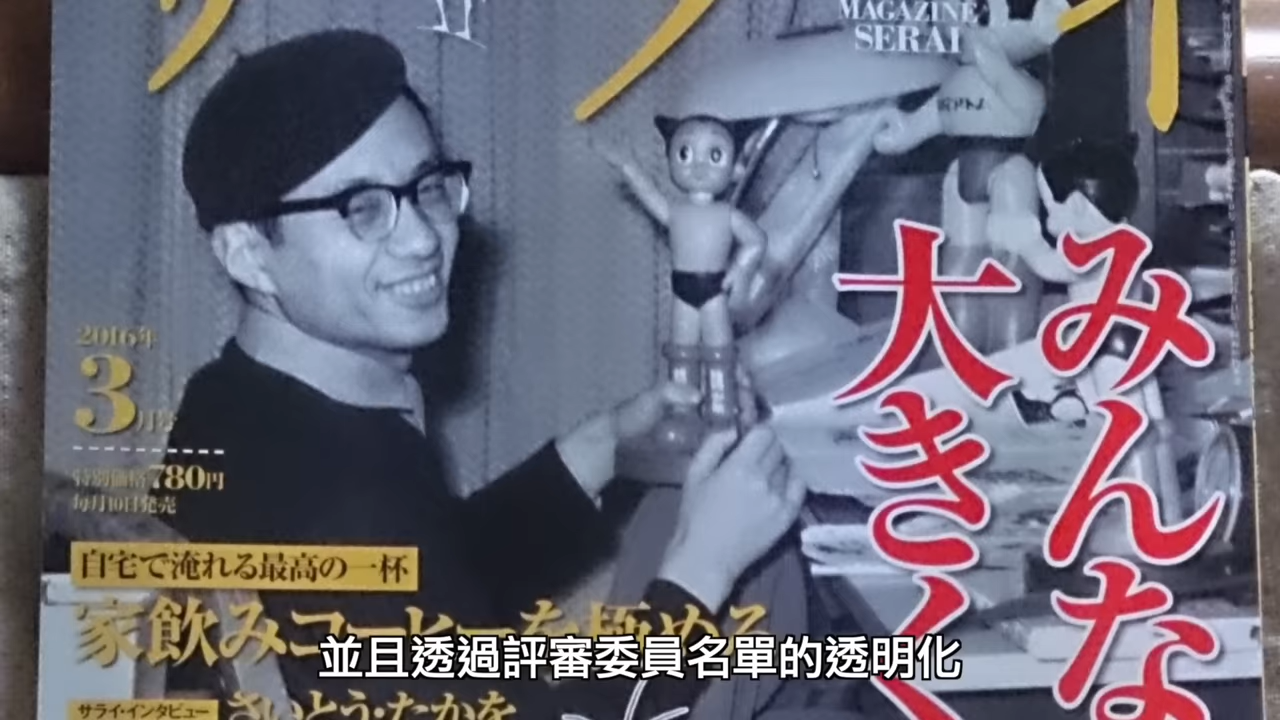 サライ
MAGAZINE
SERAI
みんな
大きく
2016年
3月号
特別価格780円
毎月10日発売
自宅で淹れる最高の一杯
家飲みコーヒーを極める
並且透過評審委員名單的透明化
サライ・インタビュー さいとう・たかを